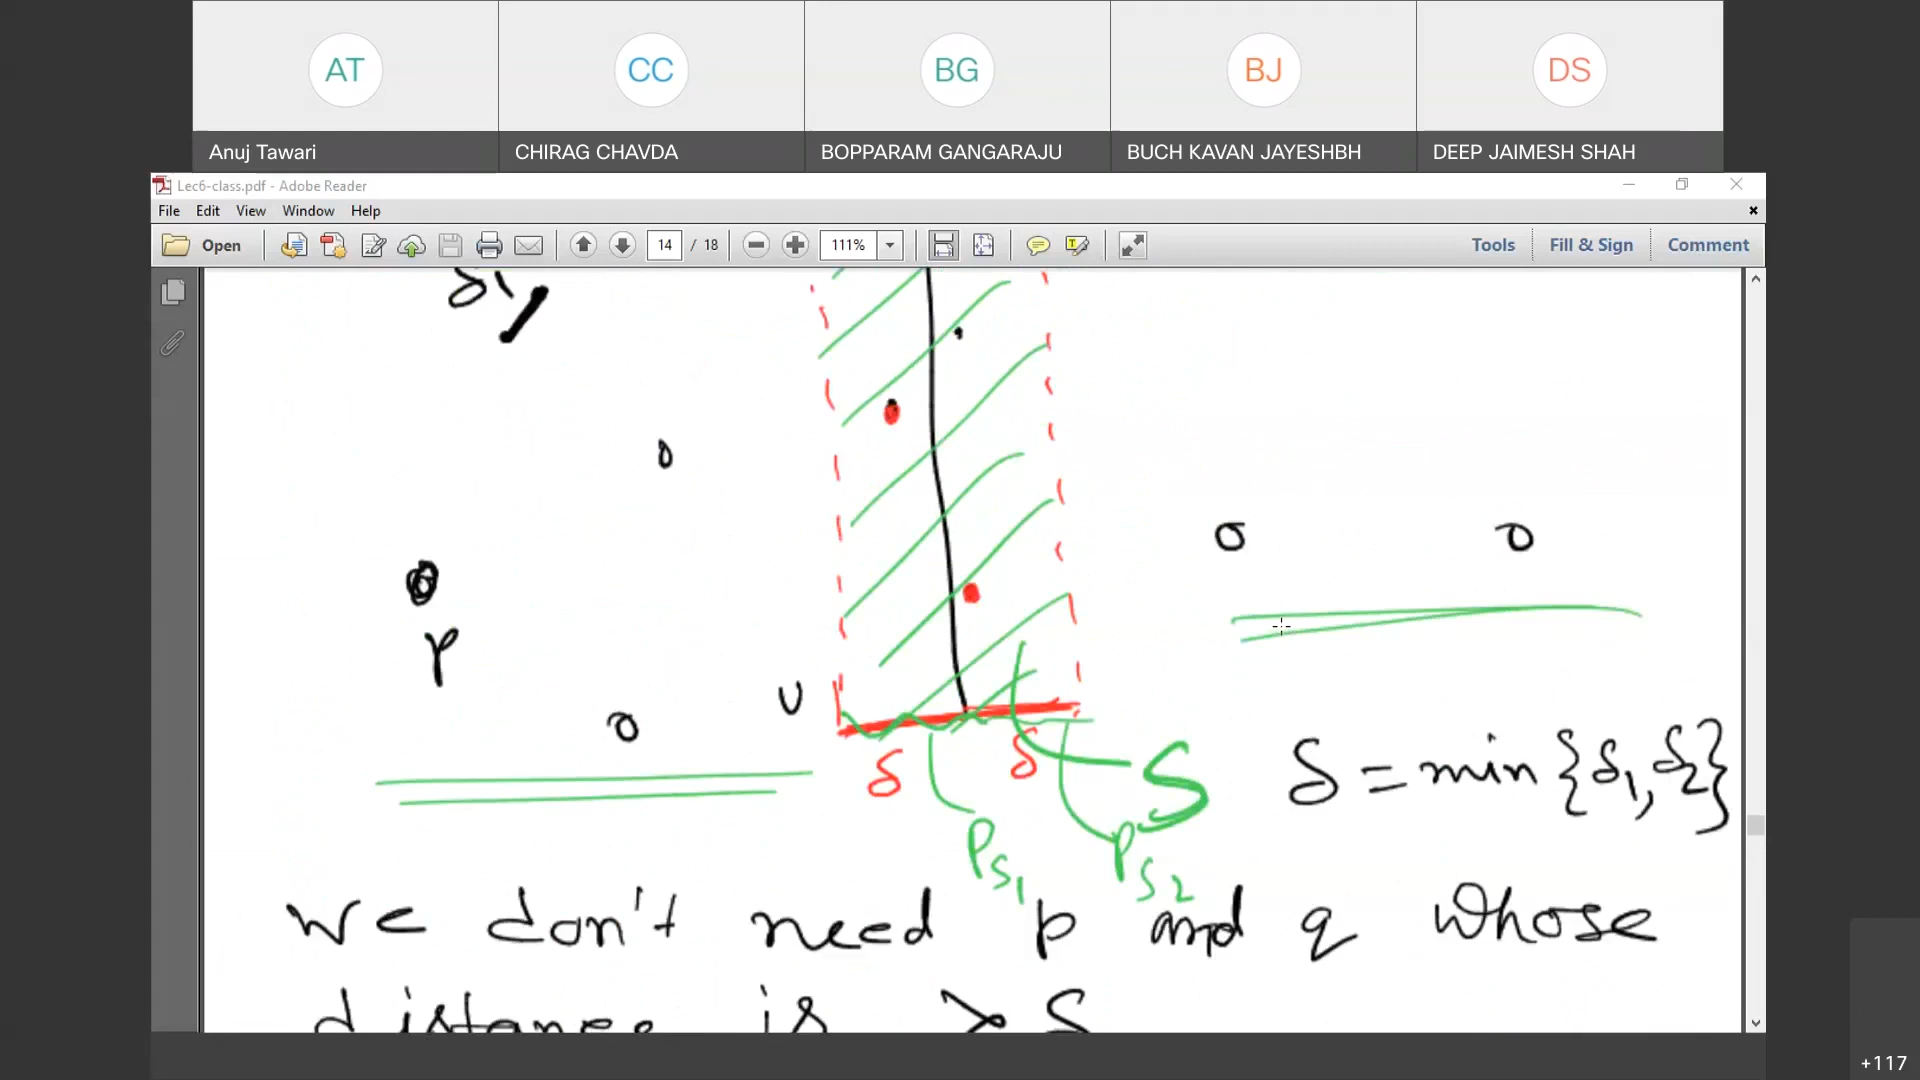 AT CC BG BJ DS
Anuj Tawari CHIRAG CHAVDA BOPPARAM GANGARAJU BUCH KAVAN JAYESHBH DEEP JAIMESH SHAH
Lec6-class.pdf - Adobe Reader
File Edit View Window Help
Open 14 / 18 111% Tools Fill & Sign Comment
δ1
δ δ S δ = min {δ1, δ2}
PS1 PS2
We don't need p and q whose
distance is > δ
+117